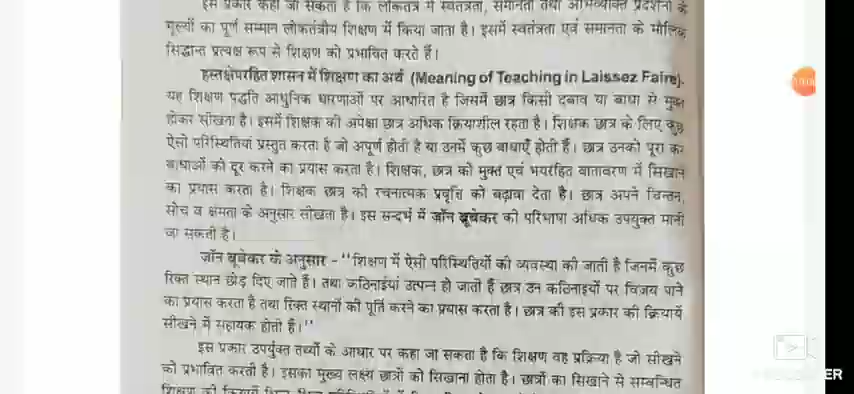 इस प्रकार कहा जा सकता है कि लोकतंत्र में स्वतंत्रता, समानता तथा अभिव्यक्ति प्रदर्शनों के
मूल्यों का पूर्ण सम्मान लोकतंत्रीय शिक्षण में किया जाता है। इसमें स्वतंत्रता एवं समानता के मौलिक
सिद्धान्त प्रत्यक्ष रूप से शिक्षण को प्रभावित करते हैं।
हस्तक्षेपरहित शासन में शिक्षण का अर्थ (Meaning of Teaching in Laissez Faire).
यह शिक्षण पद्धति आधुनिक धारणाओं पर आधारित है जिसमें छात्र किसी दबाव या बाधा से मुक्त
होकर सीखता है। इसमें शिक्षक की अपेक्षा छात्र अधिक क्रियाशील रहता है। शिक्षक छात्र के लिए कुछ
ऐसी परिस्थितियां प्रस्तुत करता है जो अपूर्ण होती है या उनमें कुछ बाधाएँ होती हैं। छात्र उनको पूरा कर
बाधाओं को दूर करने का प्रयास करता है। शिक्षक, छात्र को मुक्त एवं भयरहित वातावरण में सिखाने
का प्रयास करता है। शिक्षक छात्र की रचनात्मक प्रवृति को बढ़ावा देता है। छात्र अपने चिन्तन,
सोच व क्षमता के अनुसार सीखता है। इस सन्दर्भ में जॉन ब्रूबेकर की परिभाषा अधिक उपयुक्त मानी
जा सकती है।
जॉन ब्रूबेकर के अनुसार - "शिक्षण में ऐसी परिस्थितियों की व्यवस्था की जाती है जिनमें कुछ
रिक्त स्थान छोड़ दिए जाते हैं। तथा कठिनाईयां उत्पन्न हो जाती हैं छात्र उन कठिनाइयों पर विजय पाने
का प्रयास करता है तथा रिक्त स्थानों की पूर्ति करने का प्रयास करता है। छात्र की इस प्रकार की क्रियायें
सीखने में सहायक होती हैं।"
इस प्रकार उपर्युक्त तथ्यों के आधार पर कहा जा सकता है कि शिक्षण वह प्रक्रिया है जो सीखने
को प्रभावित करती है। इसका मुख्य लक्ष्य छात्रों को सिखाना होता है। छात्रों का सिखाने से सम्बन्धित